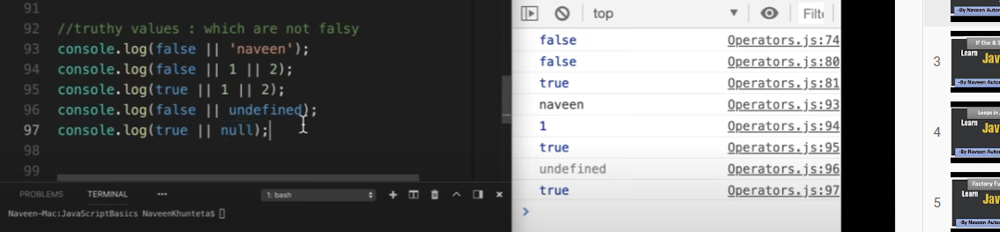 91
92 //truthy values : which are not falsy
93 console.log(false || 'naveen');
94 console.log(false || 1 || 2);
95 console.log(true || 1 || 2);
96 console.log(false || undefined);
97 console.log(true || null);
98
99
PROBLEMS TERMINAL ••• 1: bash
Naveen-Mac:JavaScriptBasics NaveenKhunteta$
top Filte
false Operators.js:74
false Operators.js:80
true Operators.js:81
naveen Operators.js:93
1 Operators.js:94
true Operators.js:95
undefined Operators.js:96
true Operators.js:97
>
-By Naveen Autor
3
IF Else & S
Learn Jav
-By Naveen Autor
4
Loops in
Learn Jav
-By Naveen Autor
5
Factory Fu
Learn Jav
-By Naveen Autor